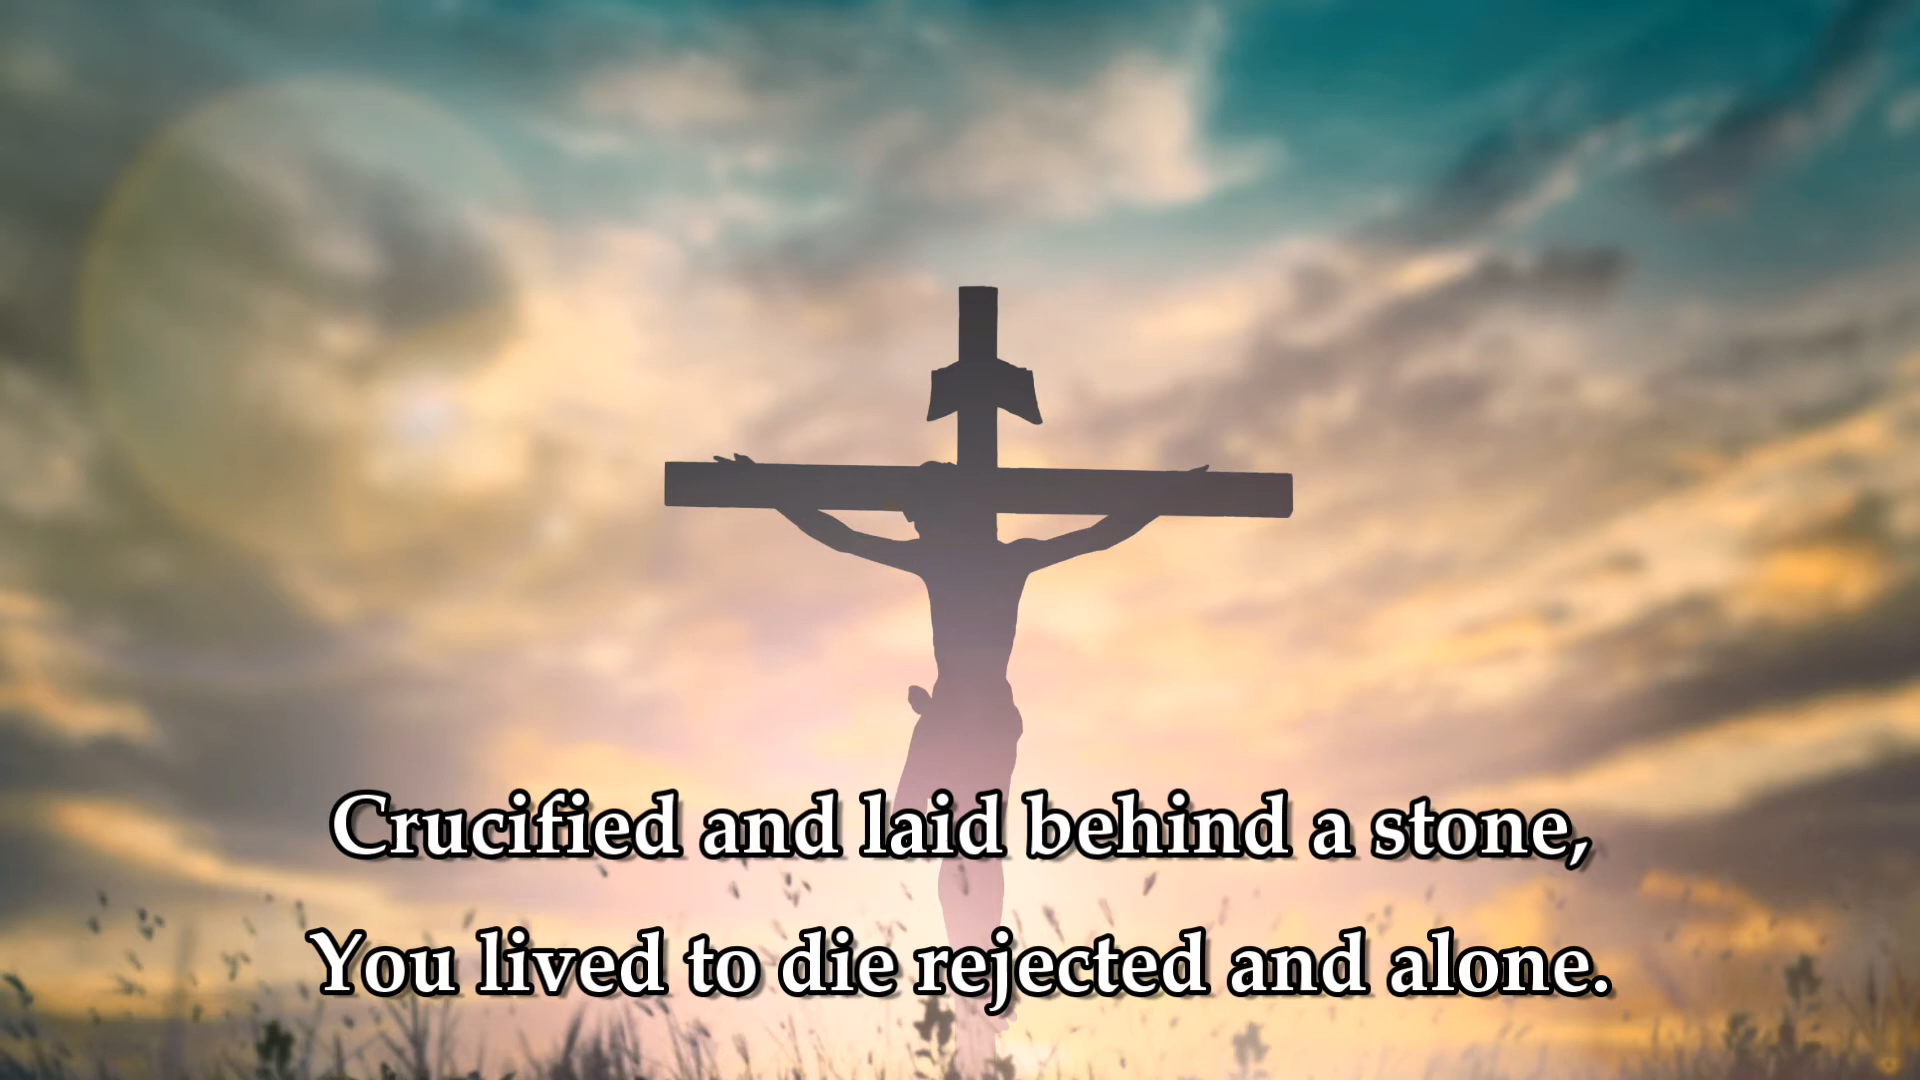 Crucified and laid behind a stone,
You lived to die rejected and alone.